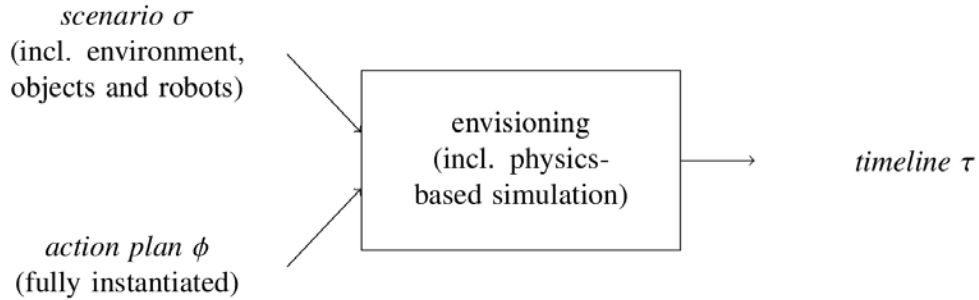 scenario σ
(incl. environment,
objects and robots)
envisioning
(incl. physics-
based simulation)
timeline τ
action plan ϕ
(fully instantiated)